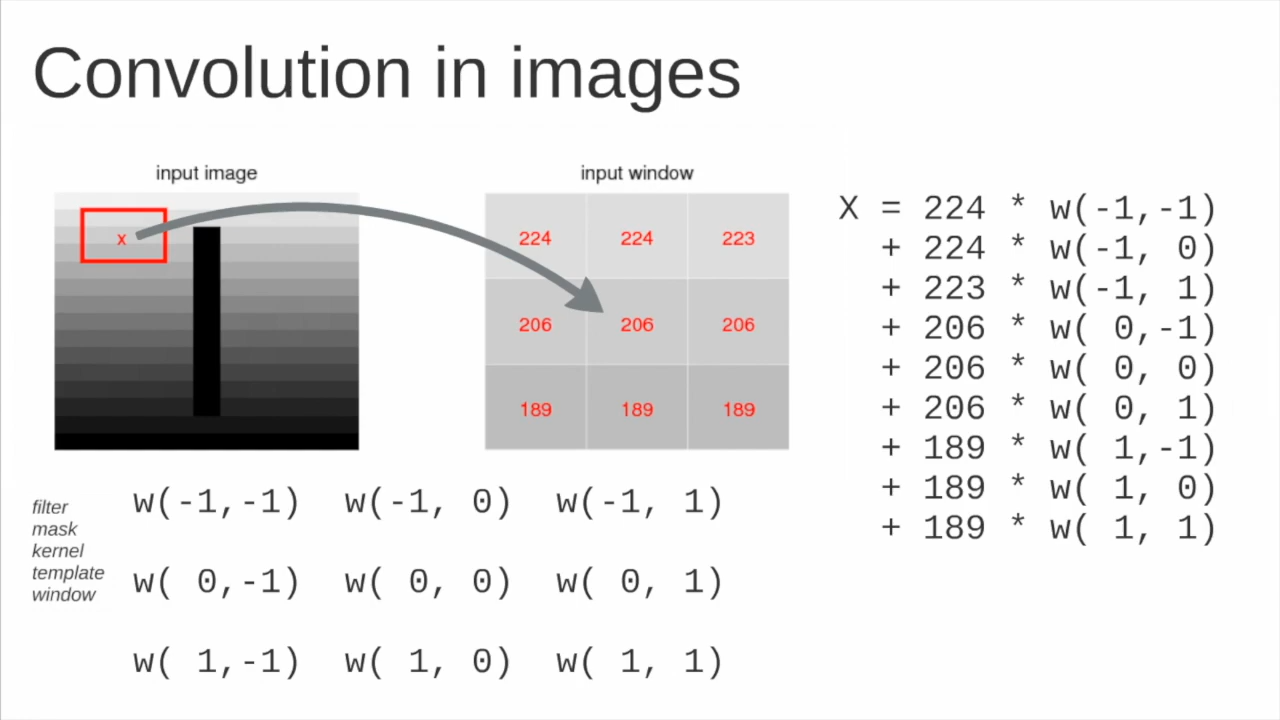 Convolution in images
input image
x
input window
224 224 223
206 206 206
189 189 189
X = 224 * w(-1,-1)
+ 224 * w(-1, 0)
+ 223 * w(-1, 1)
+ 206 * w( 0,-1)
+ 206 * w( 0, 0)
+ 206 * w( 0, 1)
+ 189 * w( 1,-1)
+ 189 * w( 1, 0)
+ 189 * w( 1, 1)
filter
mask
kernel
template
window
w(-1,-1) w(-1, 0) w(-1, 1)
w( 0,-1) w( 0, 0) w( 0, 1)
w( 1,-1) w( 1, 0) w( 1, 1)